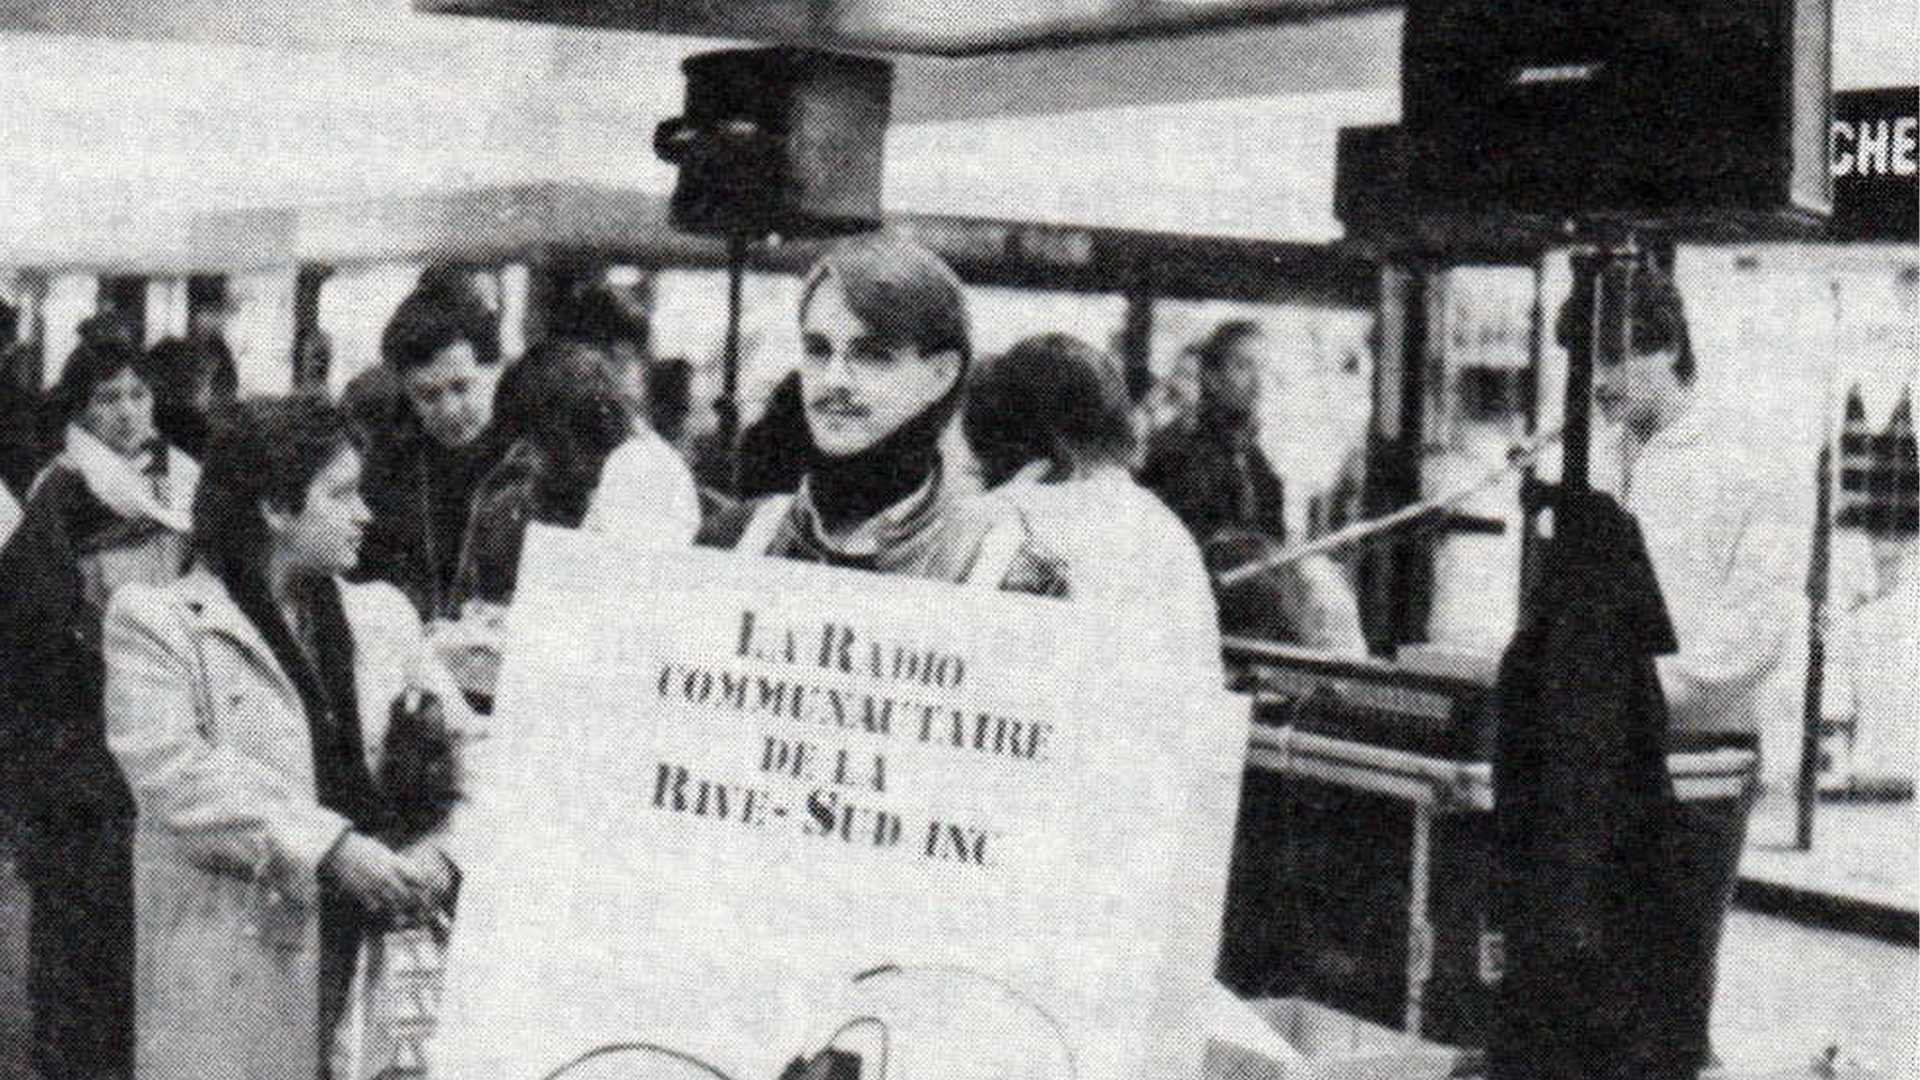 CHE
LA RADIO
COMMUNAUTAIRE
DE LA
RIVE-SUD INC